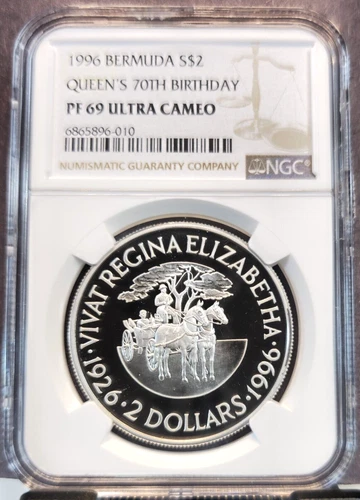 1996 BERMUDA S$2
QUEEN'S 70TH BIRTHDAY
PF 69 ULTRA CAMEO
6865896-010
NUMISMATIC GUARANTY COMPANY
NGC
·VIVAT REGINA ELIZABETHA·
1926·2 DOLLARS·1996